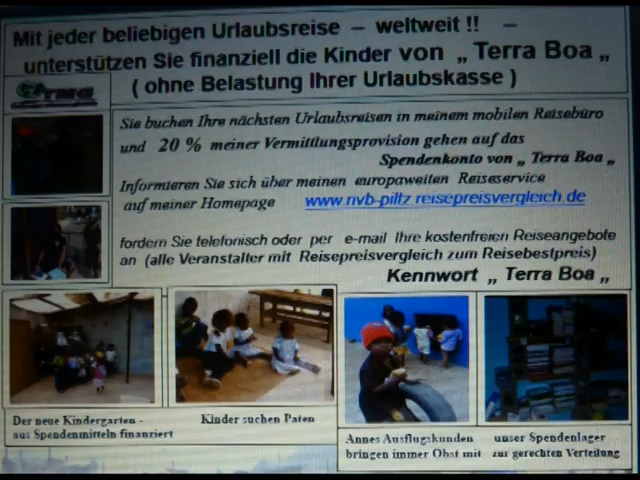 Mit jeder beliebigen Urlaubsreise – weltweit !! –
unterstützen Sie finanziell die Kinder von „ Terra Boa „
( ohne Belastung Ihrer Urlaubskasse )
Sie buchen Ihre nächsten Urlaubsreisen in meinem mobilen Reisebüro
und 20 % meiner Vermittlungsprovision gehen auf das
Spendenkonto von „ Terra Boa „
Informieren Sie sich über meinen europaweiten Reiseservice
auf meiner Homepage www.nvb-piltz.reisepreisvergleich.de
fordern Sie telefonisch oder per e-mail Ihre kostenfreien Reiseangebote
an (alle Veranstalter mit Reisepreisvergleich zum Reisebestpreis)
Kennwort „ Terra Boa „
Der neue Kindergarten -
aus Spendenmitteln finanziert
Kinder suchen Paten
Annes Ausflugskunden
bringen immer Obst mit
unser Spendenlager
zur gerechten Verteilung